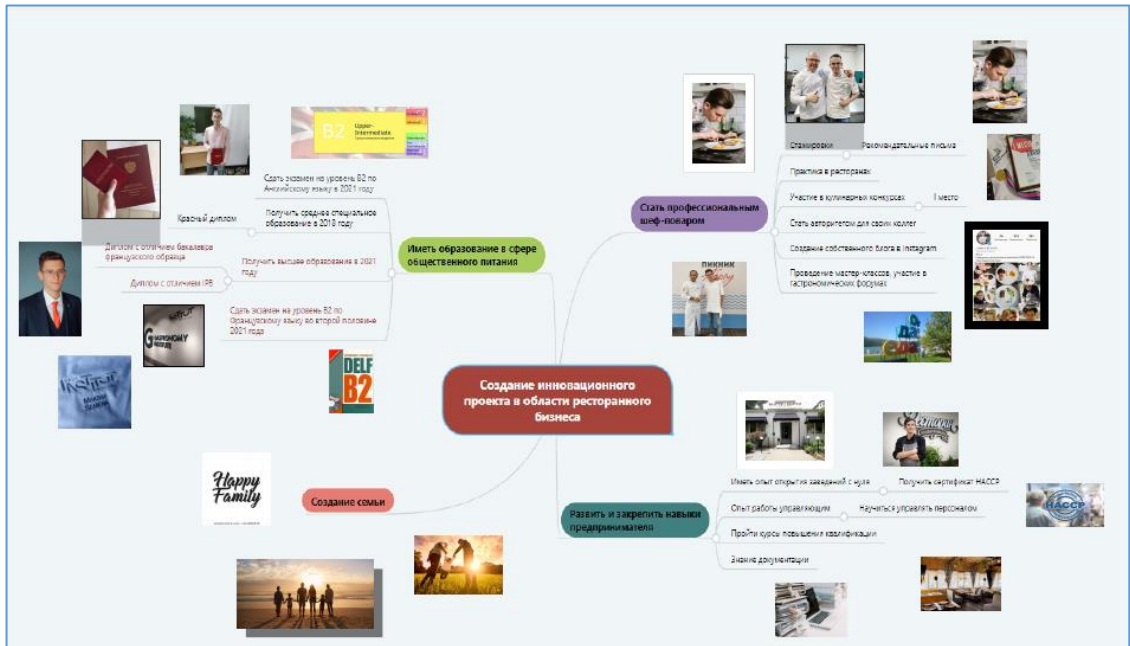 B2
Upper-
Intermediate
Сдать экзамен на уровень B2 по
Английскому языку в 2021 году
Красный диплом
Получить среднее специальное
образование в 2018 году
Диплом с отличием бакалавра
французского образца
Диплом с отличием IPB
Получить высшее образование в 2021
году
Сдать экзамен на уровень B2 по
Французскому языку во второй половине
2021 года
Иметь образование в сфере
общественного питания
DELF
B2
Создание инновационного
проекта в области ресторанного
бизнеса
Стать профессиональным
шеф-поваром
Стажировки
Рекомендательные письма
Практика в ресторанах
Участие в кулинарных конкурсах
I место
Стать авторитетом для своих коллег
Создание собственного блога в Instagram
Проведение мастер-классов, участие в
гастрономических форумах
ПИКНИК
Happy
Family
Создание семьи
Развить и закрепить навыки
предпринимателя
Иметь опыт открытия заведений с нуля
Получить сертификат НАССР
Опыт работы управляющим
Научиться управлять персоналом
Пройти курсы повышения квалификации
Знание документации
HACCP